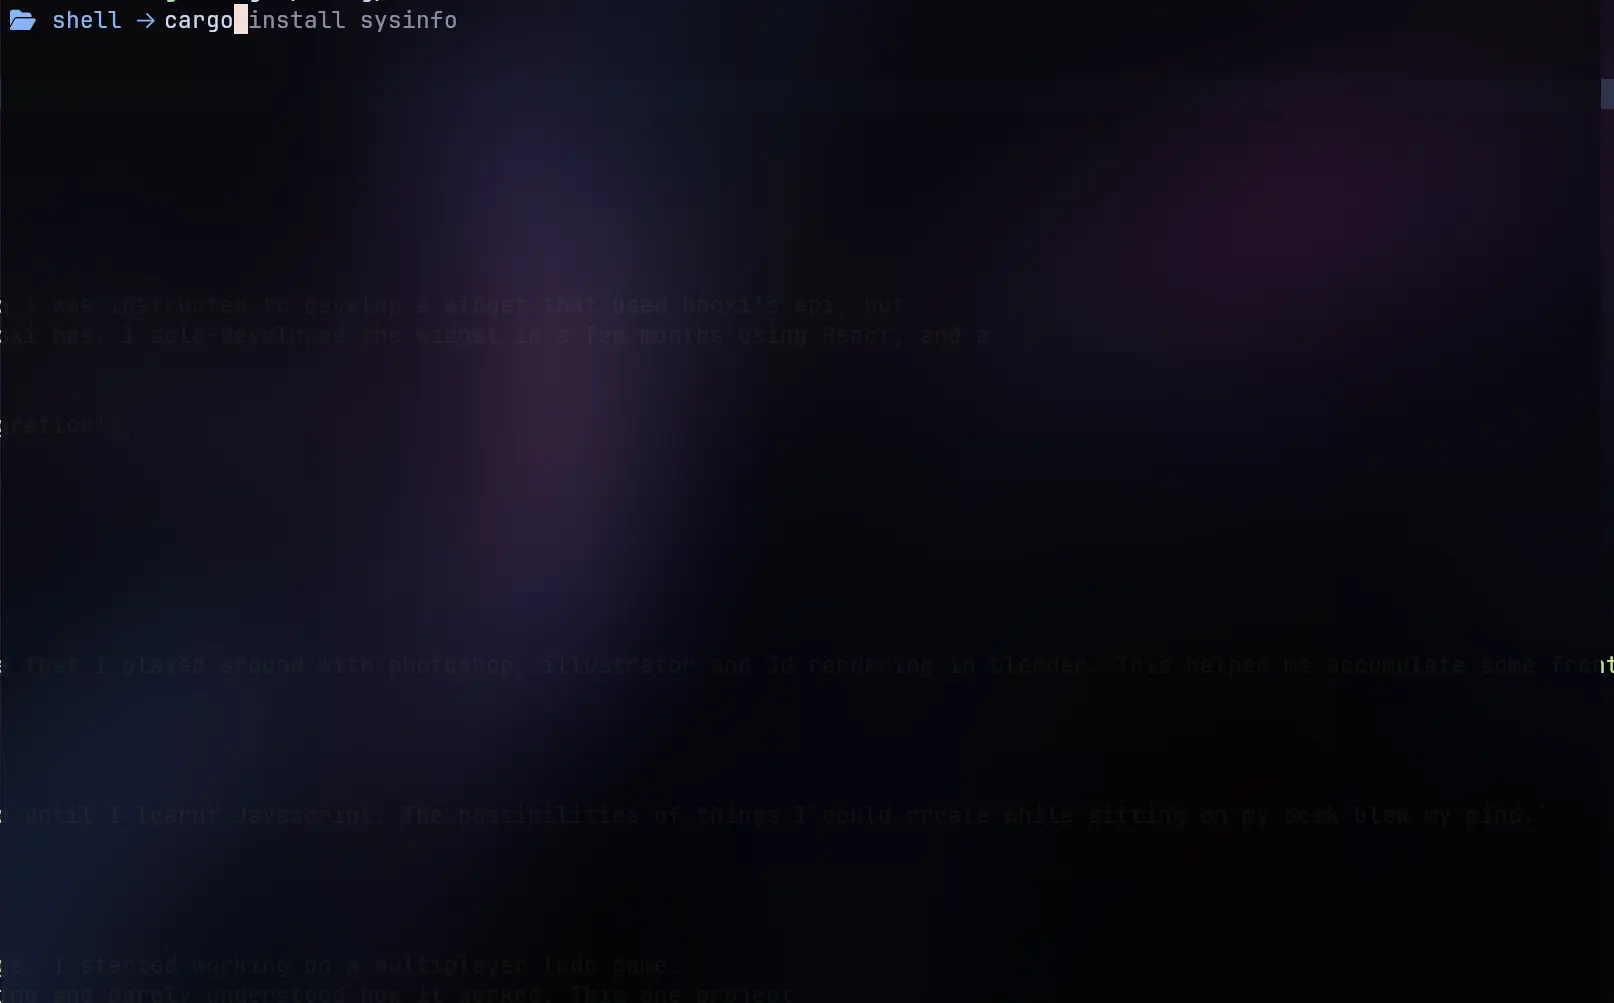 shell → cargo install sysinfo
I was instructed to develop a widget that used booxi's api, but
xi has. I solo-developed the widget in a few months using React, and a
that I played around with photoshop, illustrator and 3d rendering in blender. This helped me accumulate some front
until I learnt Javascript. The possibilities of things I could create while sitting on my desk blew my mind.`
I started working on a multiplayer ludo game.
and barely understood how it worked. This one project